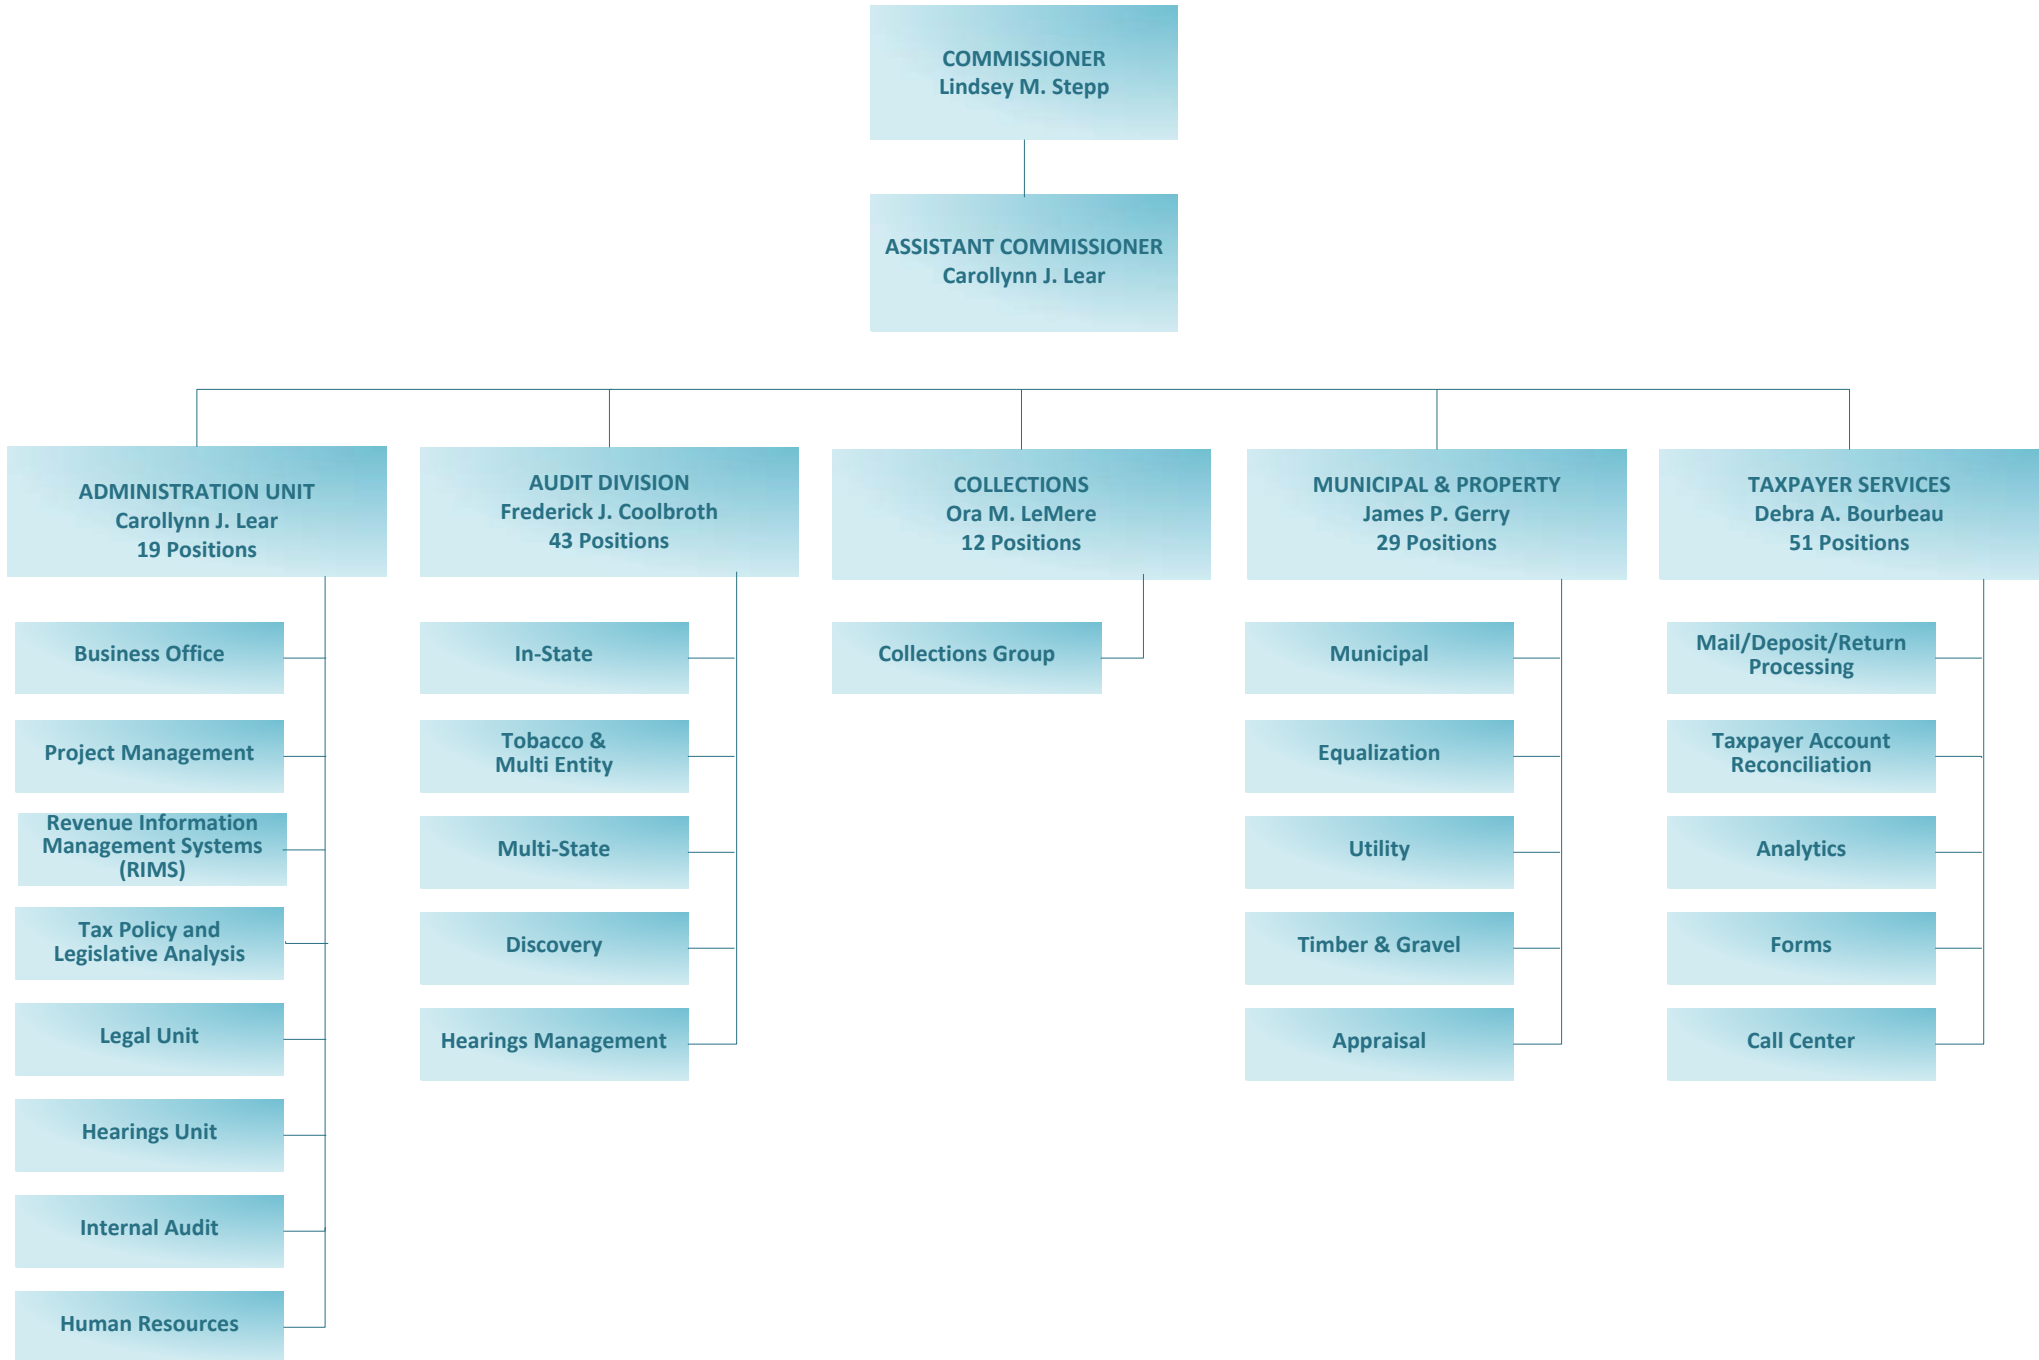 COMMISSIONER
Lindsey M. Stepp
ASSISTANT COMMISSIONER
Carollynn J. Lear
ADMINISTRATION UNIT
Carollynn J. Lear
19 Positions
Business Office
Project Management
Revenue Information
Management Systems
(RIMS)
Tax Policy and
Legislative Analysis
Legal Unit
Hearings Unit
Internal Audit
Human Resources
AUDIT DIVISION
Frederick J. Coolbroth
43 Positions
In-State
Tobacco &
Multi Entity
Multi-State
Discovery
Hearings Management
COLLECTIONS
Ora M. LeMere
12 Positions
Collections Group
MUNICIPAL & PROPERTY
James P. Gerry
29 Positions
Municipal
Equalization
Utility
Timber & Gravel
Appraisal
TAXPAYER SERVICES
Debra A. Bourbeau
51 Positions
Mail/Deposit/Return
Processing
Taxpayer Account
Reconciliation
Analytics
Forms
Call Center